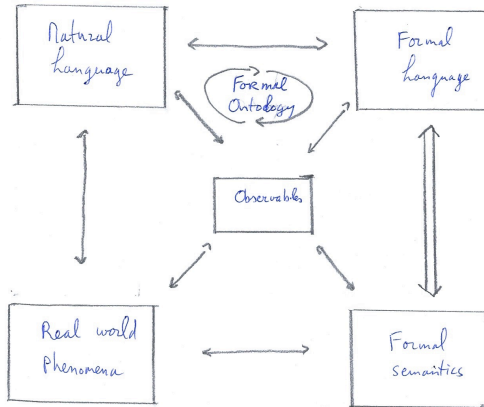 Natural
Language
Formal
Language
Formal
Ontology
Observables
Real world
Phenomena
Formal
semantics